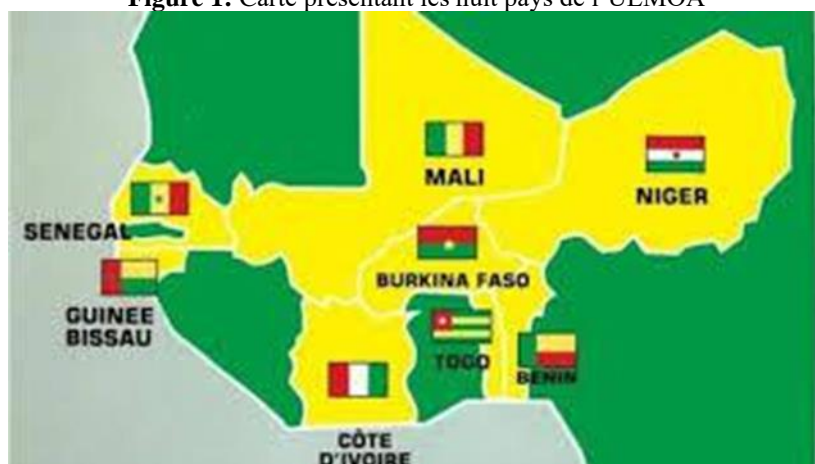 Figure 1. Carte présentant les huit pays de l'UEMOA
MALI
NIGER
SENEGAL
BURKINA FASO
GUINEE
BISSAU
TOGO
BENIN
CÔTE
D'IVOIRE